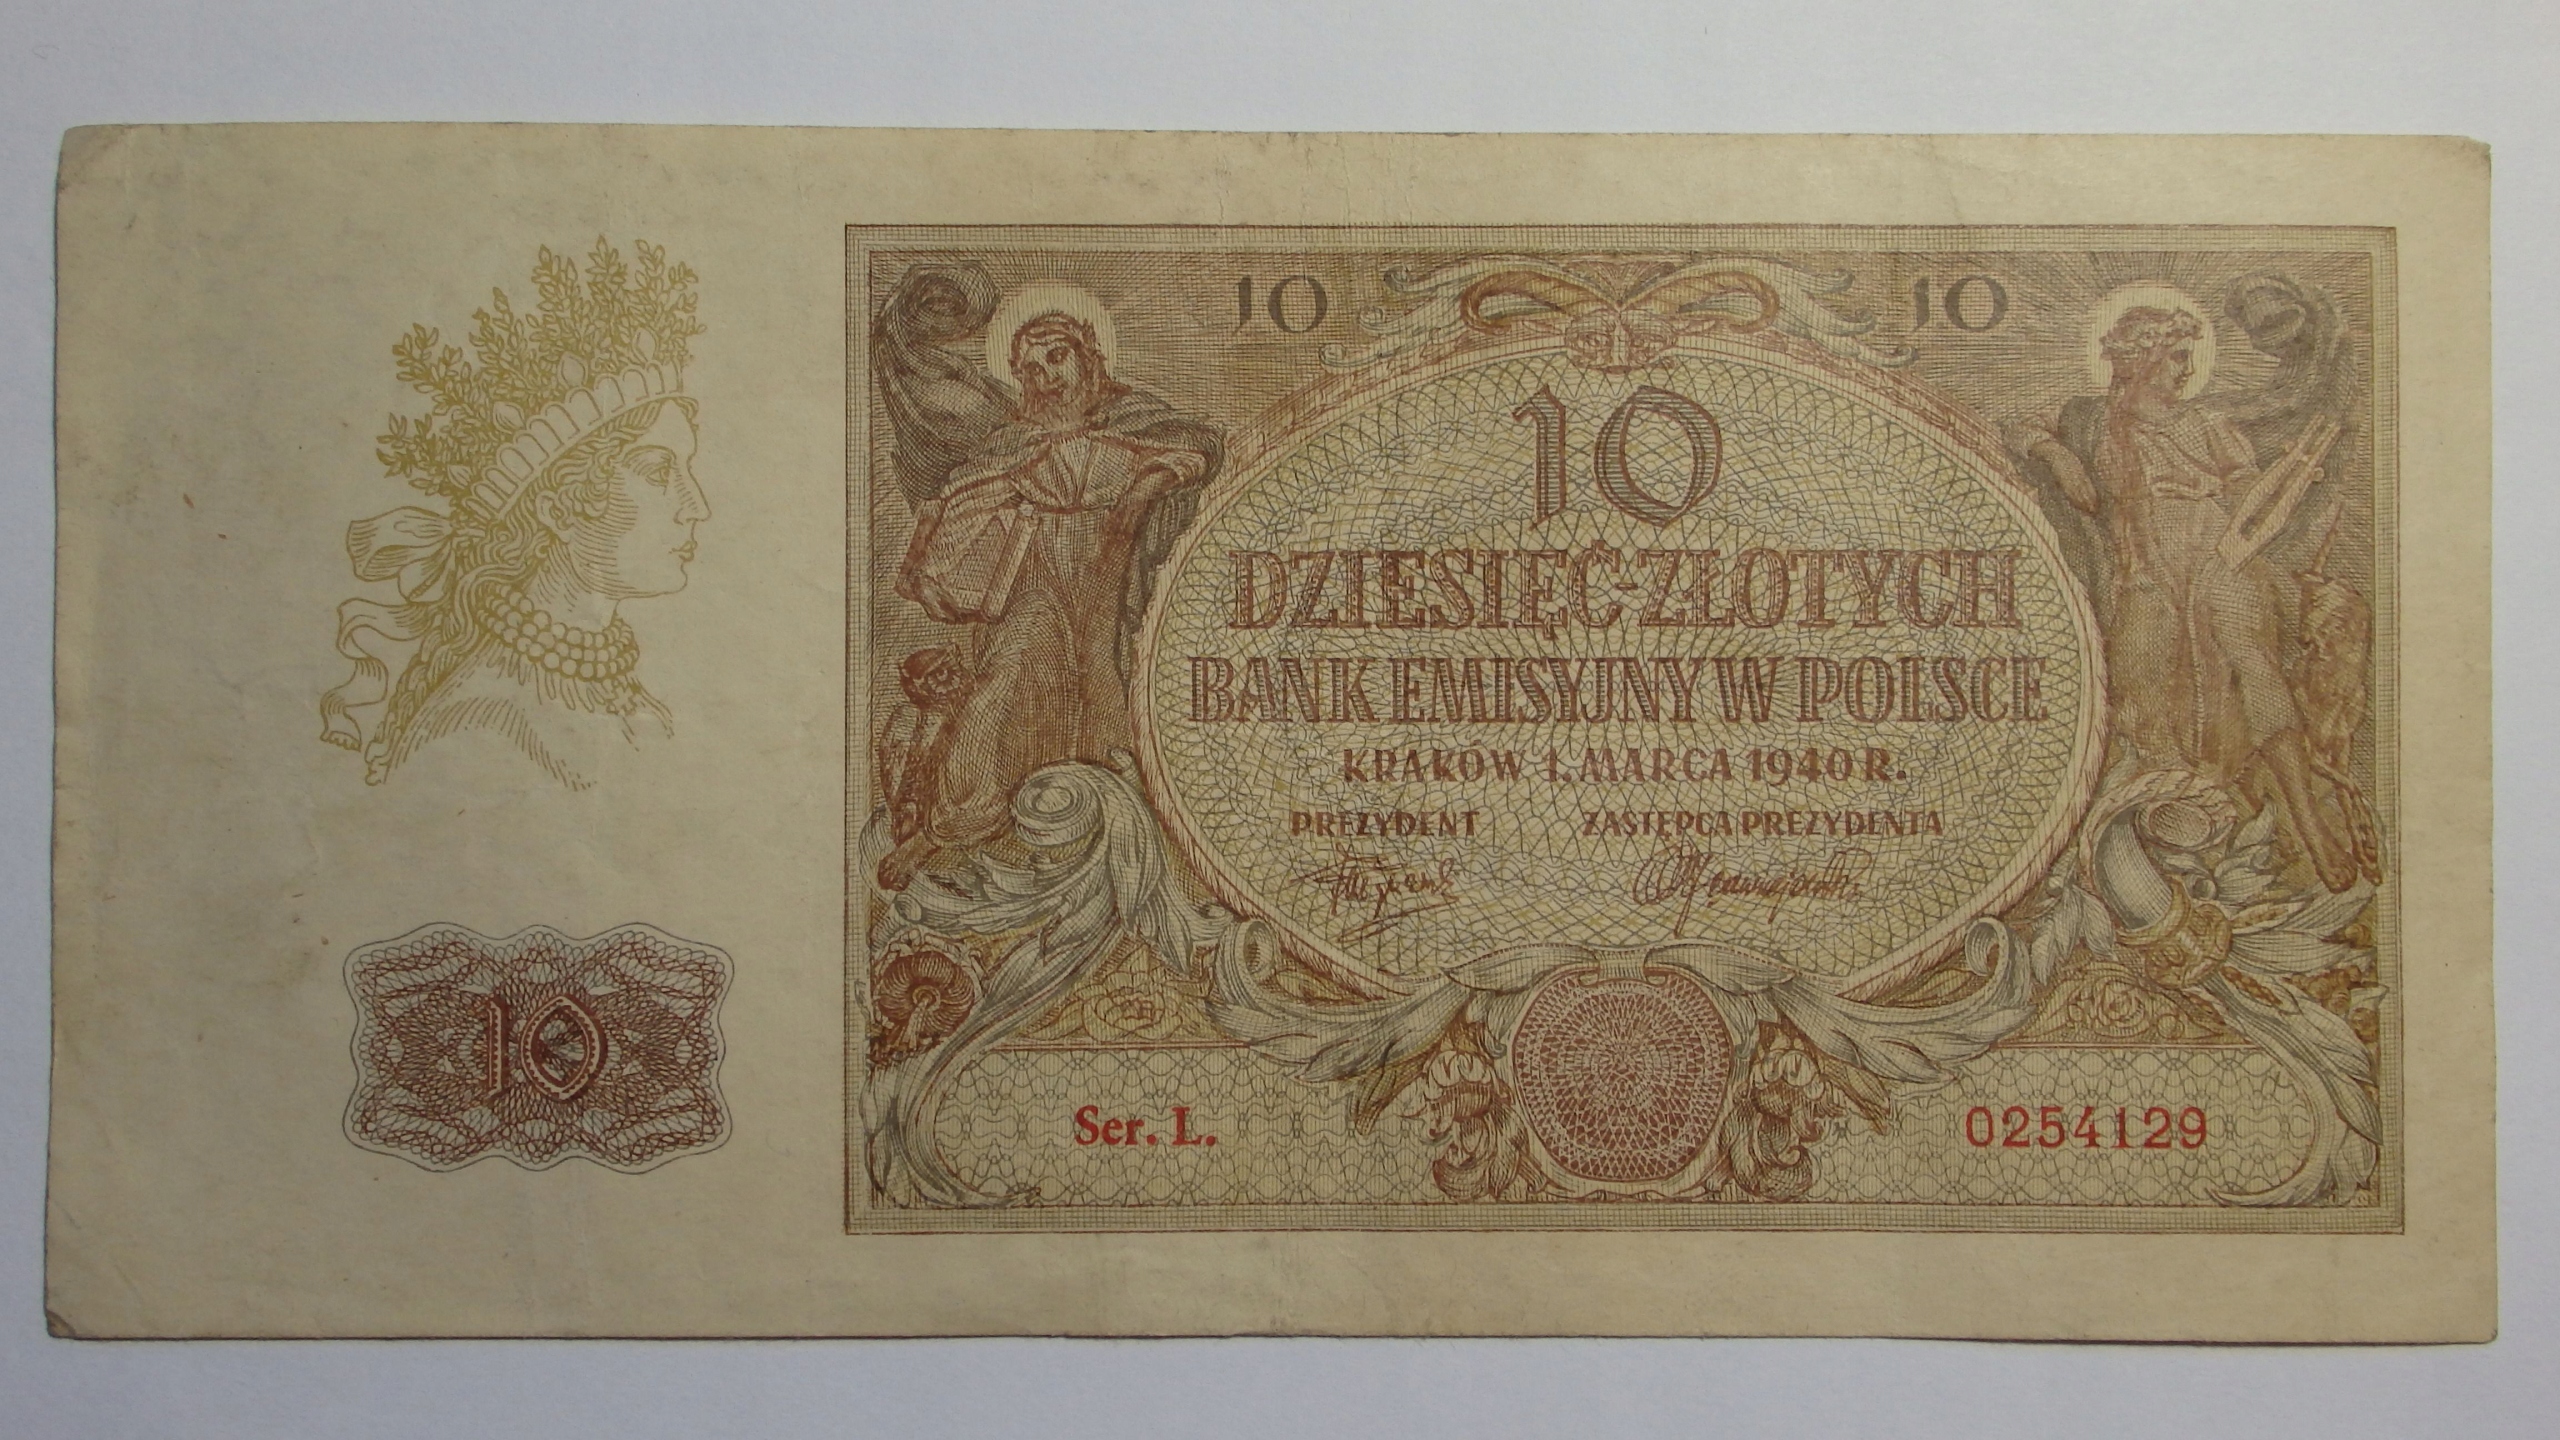 10 10
10
DZIESIĘĆ-ZŁOTYCH
BANK EMISYJNY W POLSCE
KRAKÓW 1. MARCA 1940 R.
PREZYDENT ZASTĘPCA PREZYDENTA
10
Ser. L. 0254129